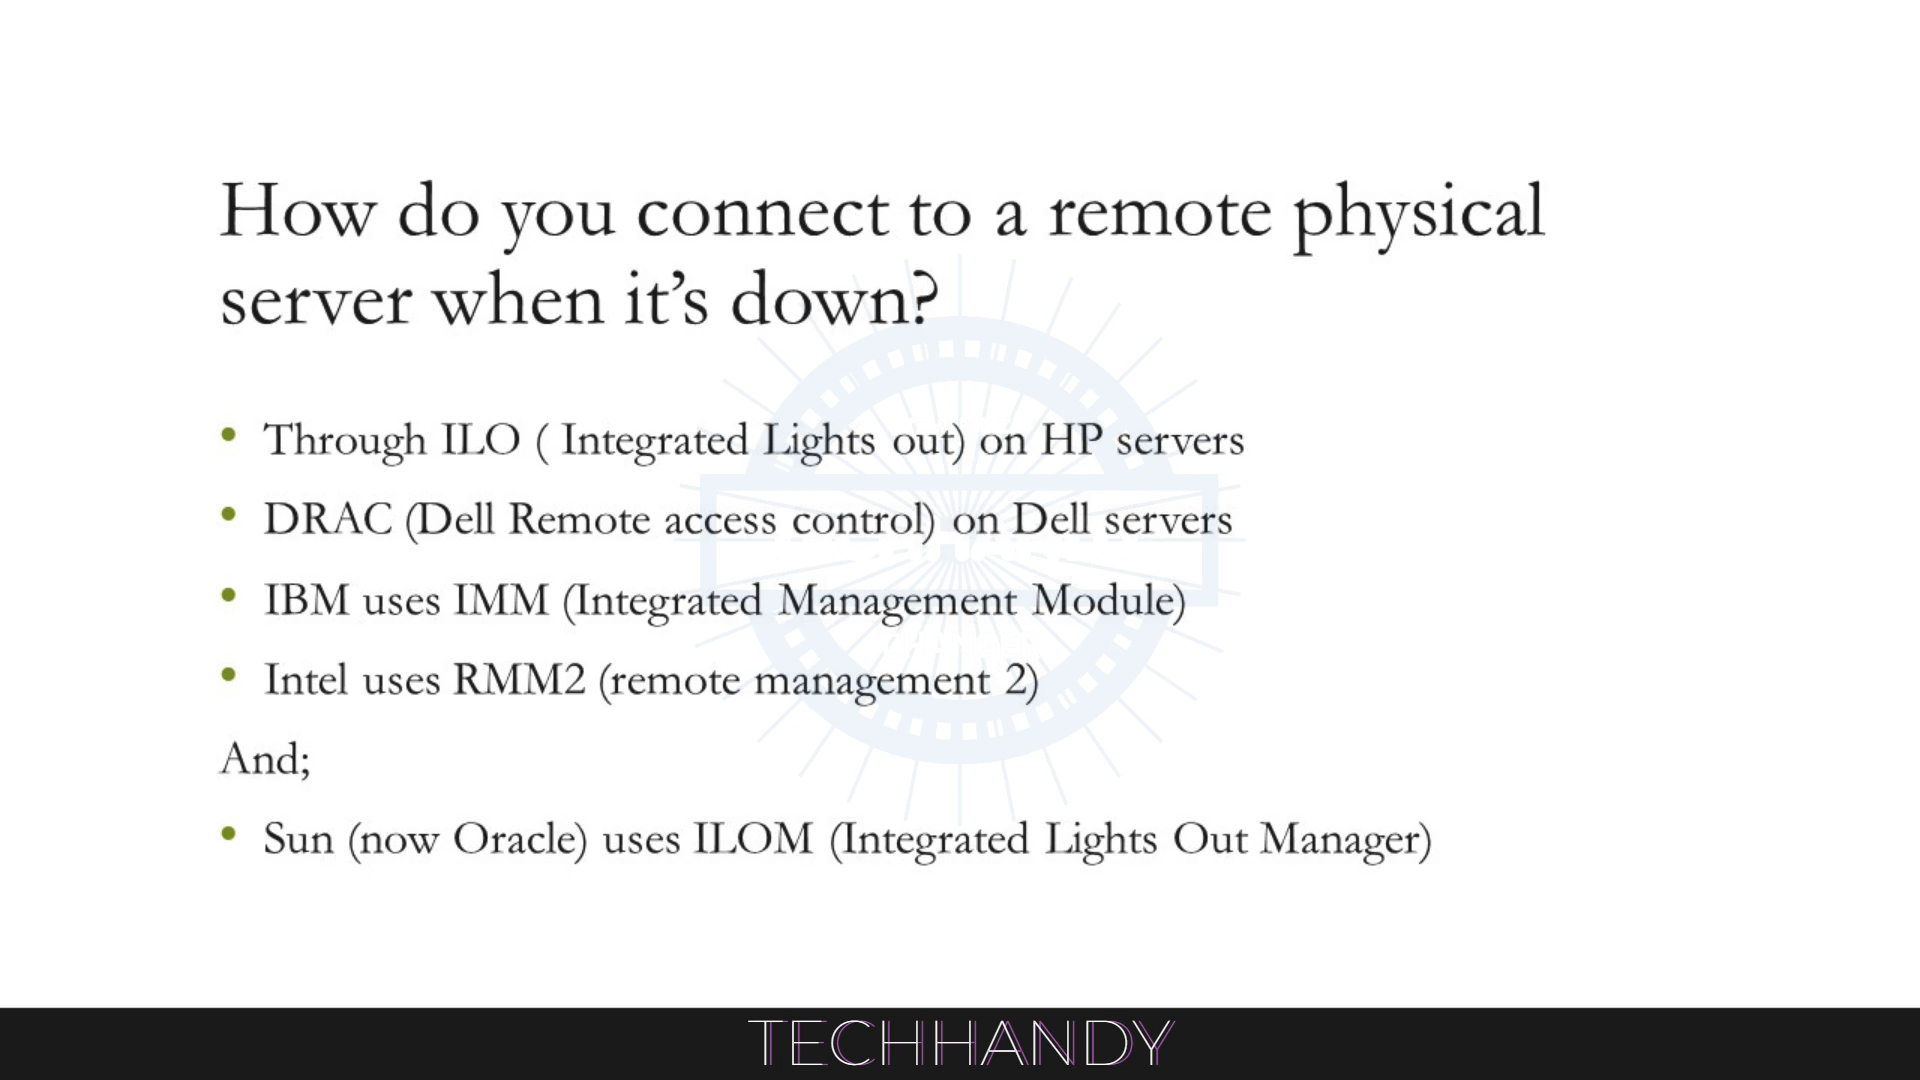 How do you connect to a remote physical
server when it’s down?
• Through ILO ( Integrated Lights out) on HP servers
• DRAC (Dell Remote access control) on Dell servers
• IBM uses IMM (Integrated Management Module)
• Intel uses RMM2 (remote management 2)
And;
• Sun (now Oracle) uses ILOM (Integrated Lights Out Manager)
TECHHANDY